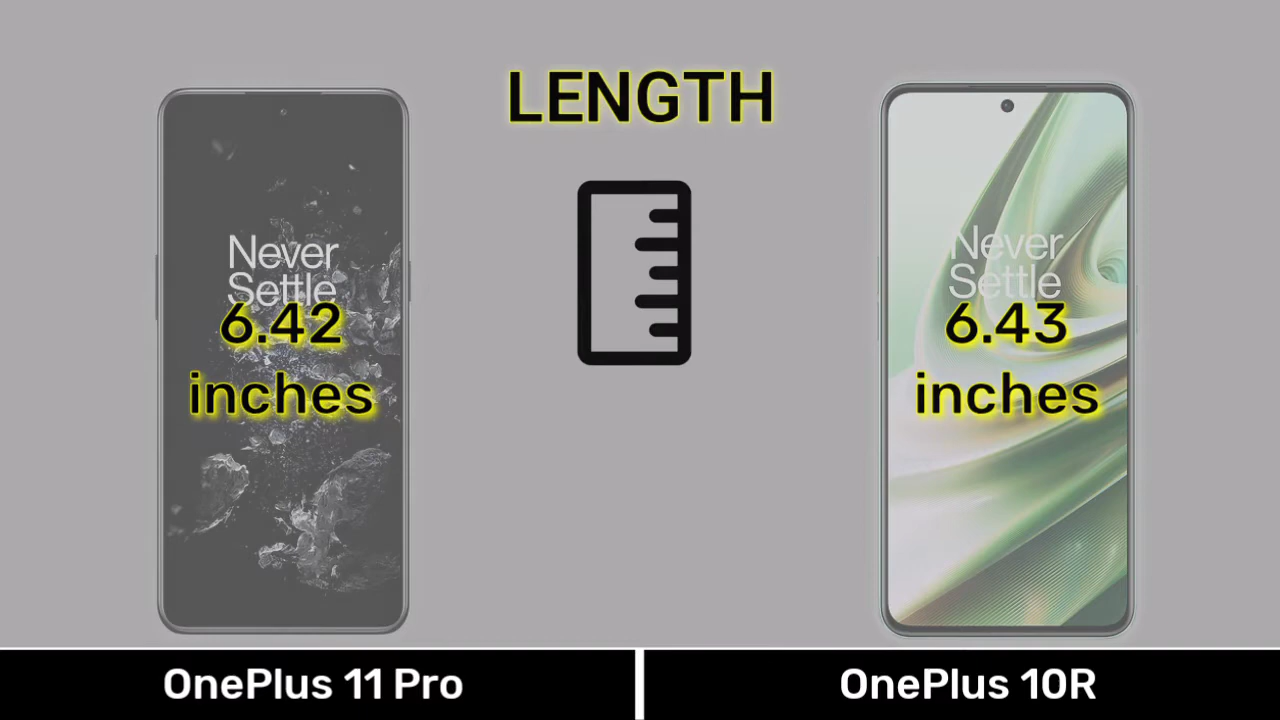 LENGTH
Never
Settle
6.42
inches
Never
Settle
6.43
inches
OnePlus 11 Pro
OnePlus 10R